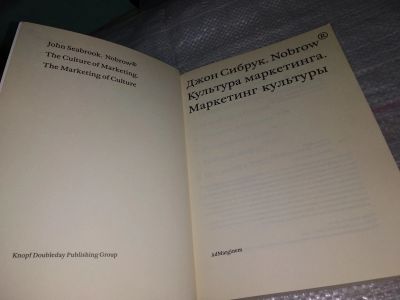 John Seabrook. Nobrow®
The Culture of Marketing.
The Marketing of Culture
Knopf Doubleday Publishing Group
Джон Сибрук. Nobrow®
Культура маркетинга.
Маркетинг культуры
AdMarginem